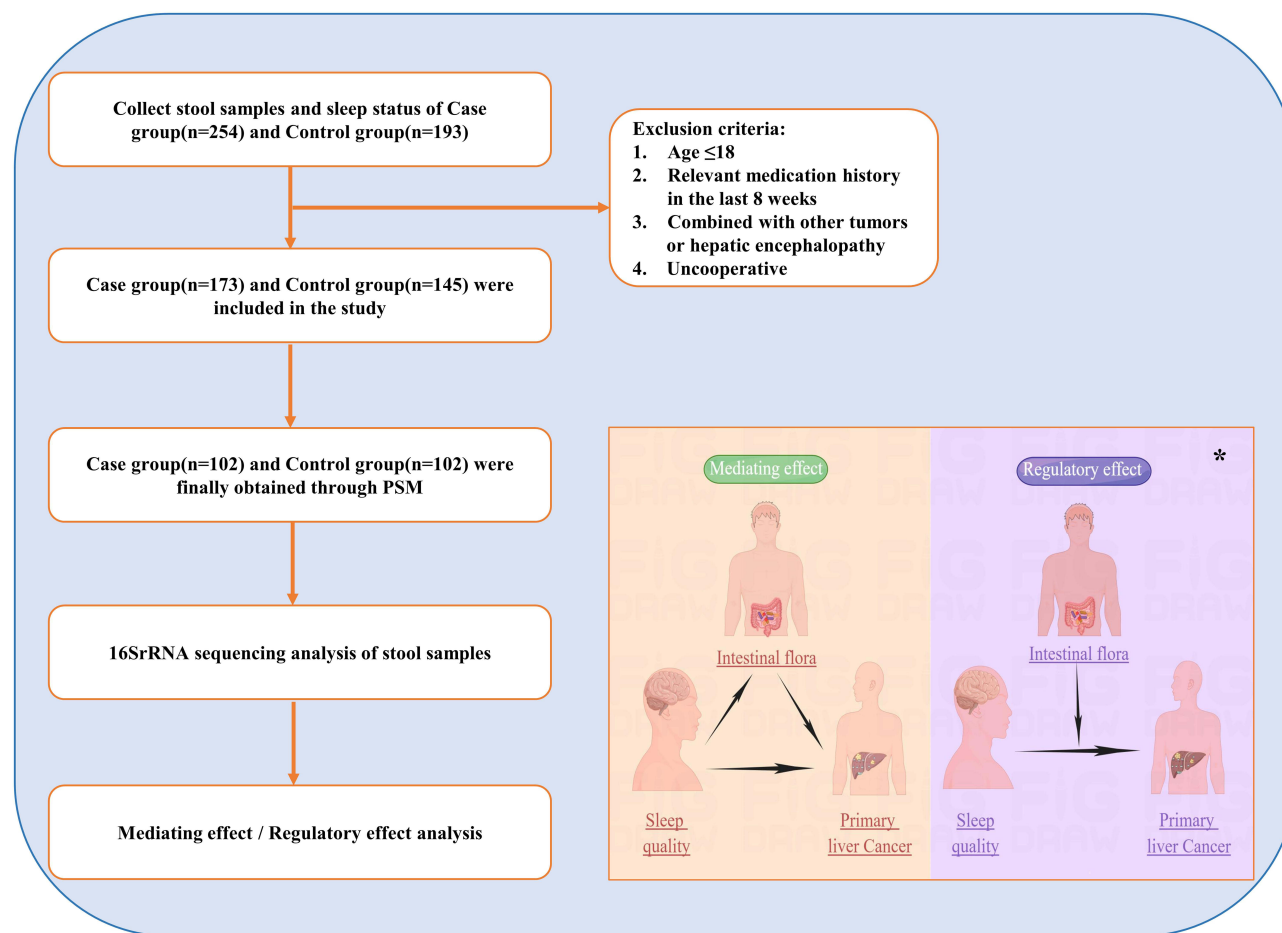 Collect stool samples and sleep status of Case
group(n=254) and Control group(n=193)
Exclusion criteria:
1. Age ≤18
2. Relevant medication history
in the last 8 weeks
3. Combined with other tumors
or hepatic encephalopathy
4. Uncooperative
Case group(n=173) and Control group(n=145) were
included in the study
Case group(n=102) and Control group(n=102) were
finally obtained through PSM
16SrRNA sequencing analysis of stool samples
Mediating effect / Regulatory effect analysis
Mediating effect
Intestinal flora
Sleep
quality
Primary
liver Cancer
Regulatory effect
*
Intestinal flora
Sleep
quality
Primary
liver Cancer
FiG
DRAW